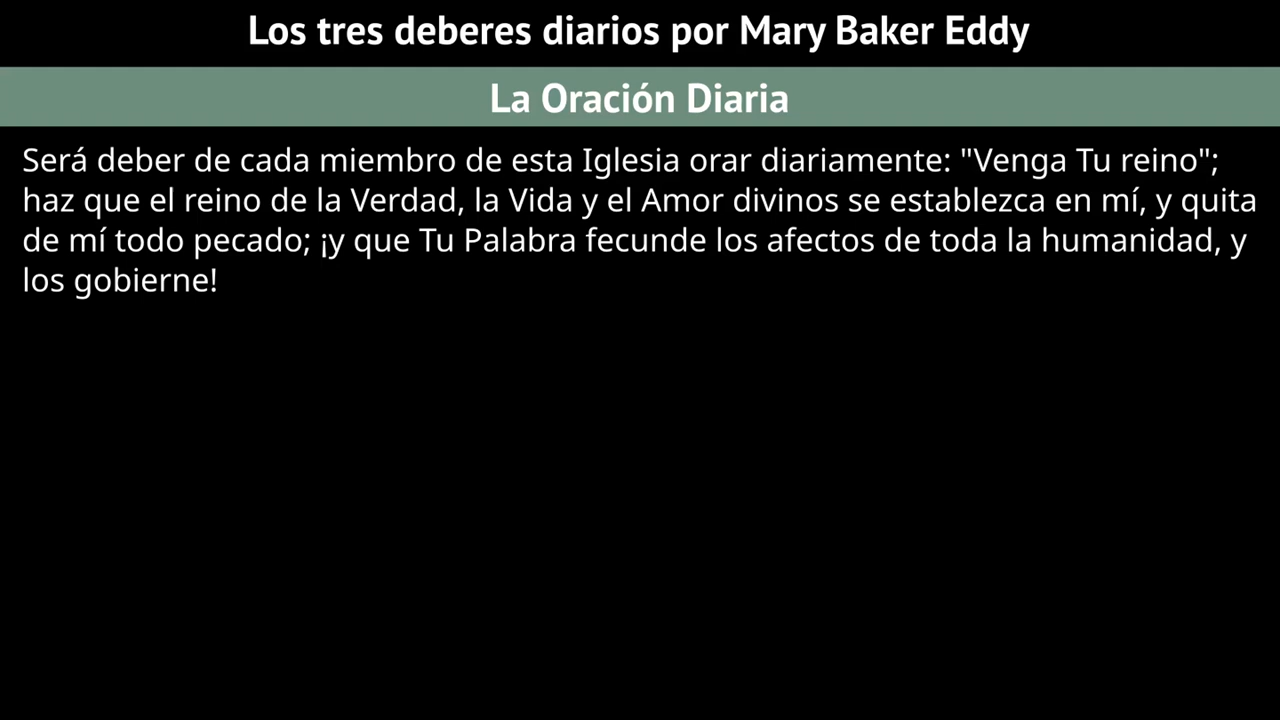 Los tres deberes diarios por Mary Baker Eddy
La Oración Diaria
Será deber de cada miembro de esta Iglesia orar diariamente: "Venga Tu reino";
haz que el reino de la Verdad, la Vida y el Amor divinos se establezca en mí, y quita
de mí todo pecado; ¡y que Tu Palabra fecunde los afectos de toda la humanidad, y
los gobierne!